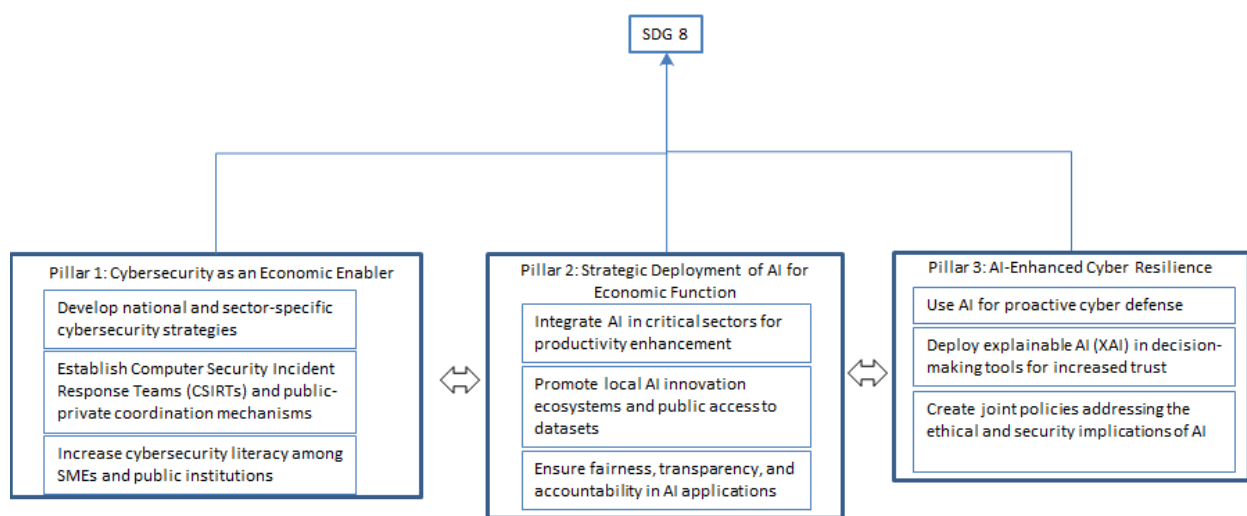 SDG 8
Pillar 1: Cybersecurity as an Economic Enabler
Develop national and sector-specific
cybersecurity strategies
Establish Computer Security Incident
Response Teams (CSIRTs) and public-
private coordination mechanisms
Increase cybersecurity literacy among
SMEs and public institutions
Pillar 2: Strategic Deployment of AI for
Economic Function
Integrate AI in critical sectors for
productivity enhancement
Promote local AI innovation
ecosystems and public access to
datasets
Ensure fairness, transparency, and
accountability in AI applications
Pillar 3: AI-Enhanced Cyber Resilience
Use AI for proactive cyber defense
Deploy explainable AI (XAI) in decision-
making tools for increased trust
Create joint policies addressing the
ethical and security implications of AI